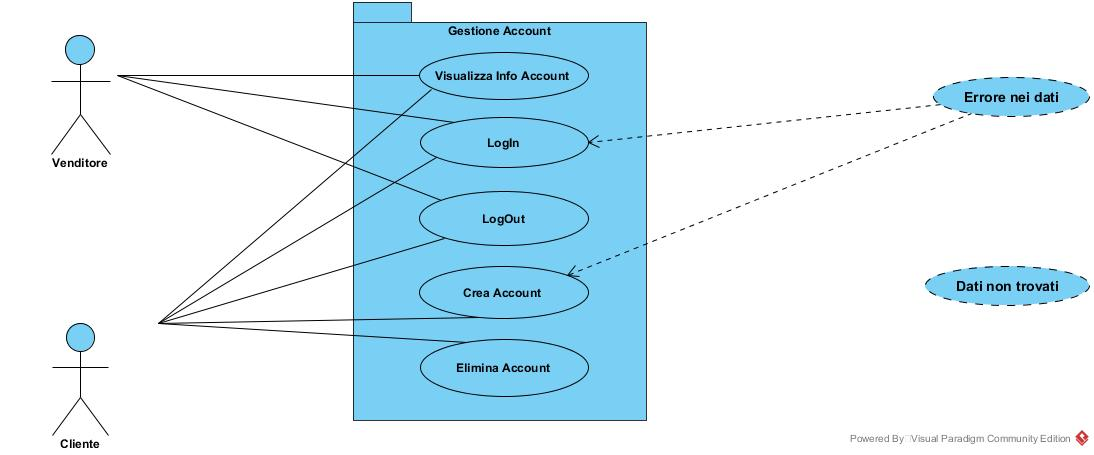 Gestione Account
Visualizza Info Account
LogIn
LogOut
Crea Account
Elimina Account
Venditore
Cliente
Errore nei dati
Dati non trovati
Powered By Visual Paradigm Community Edition